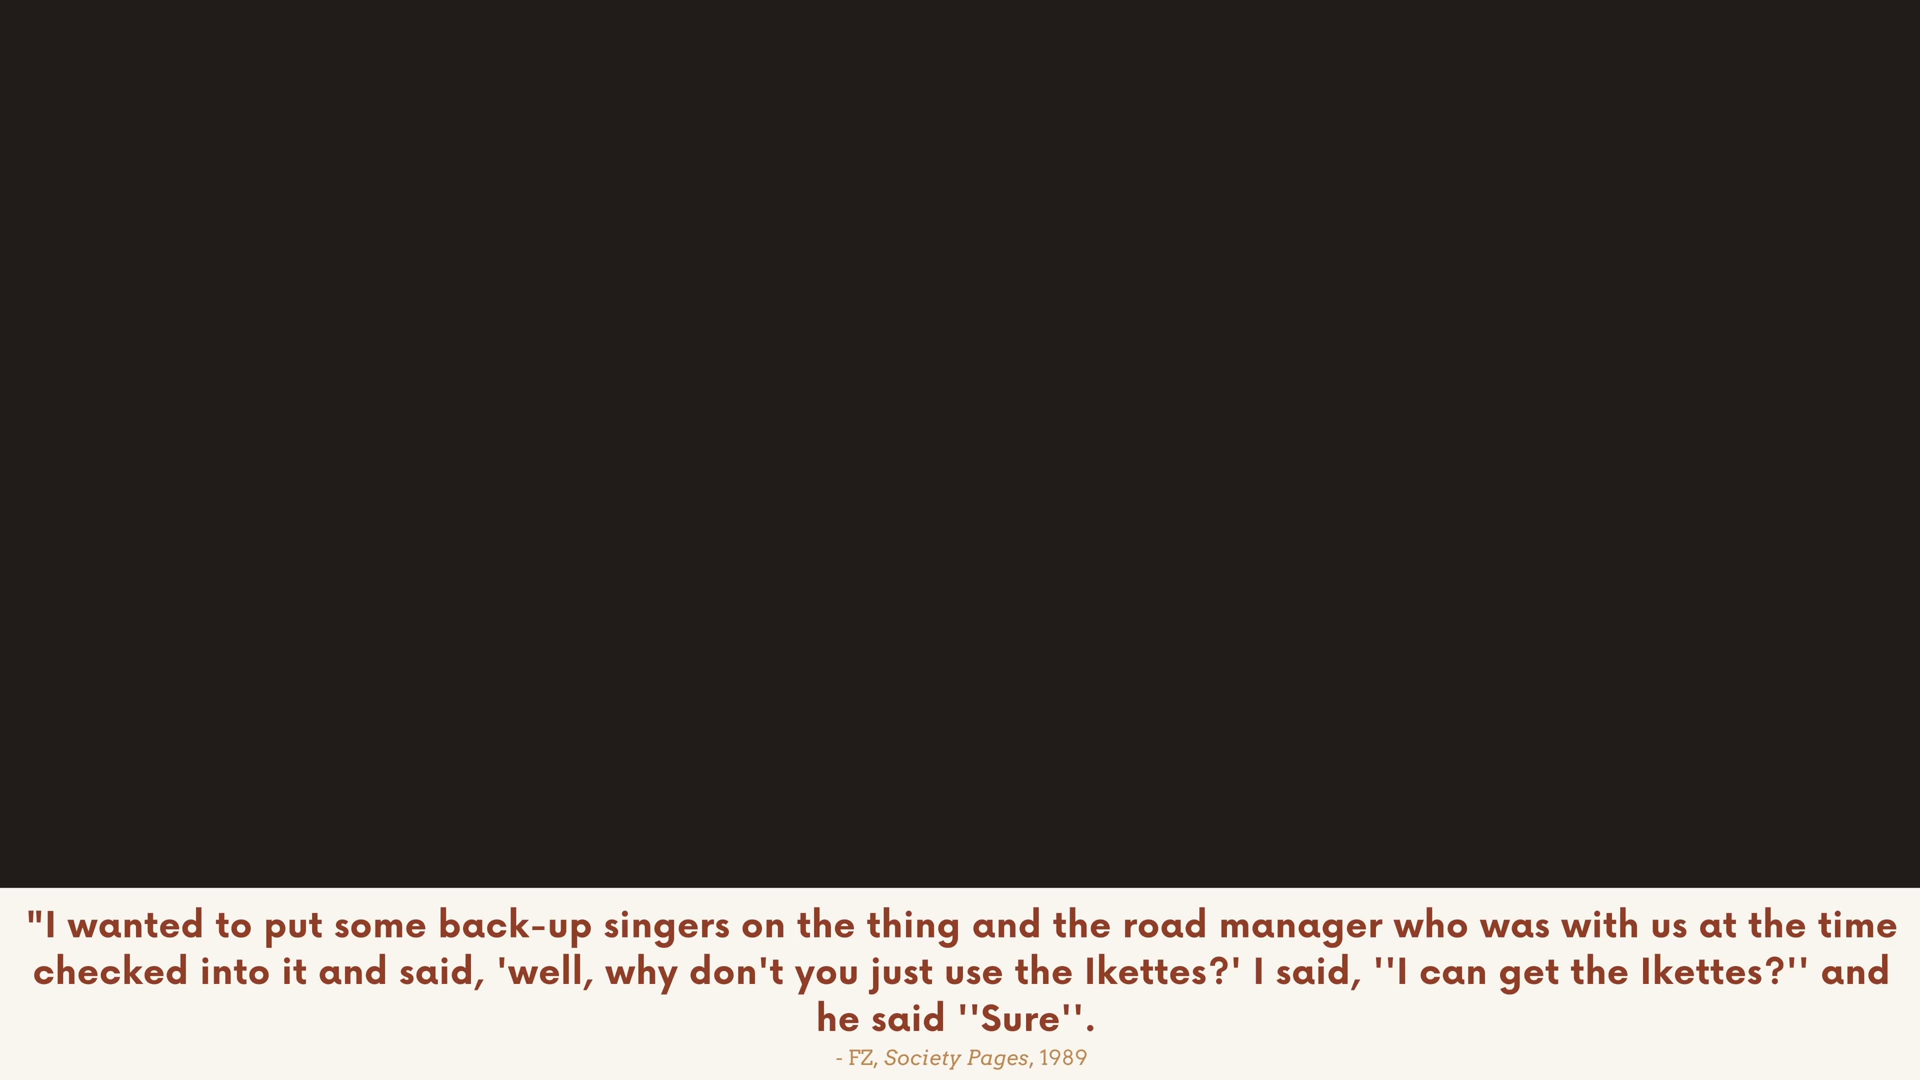 "I wanted to put some back-up singers on the thing and the road manager who was with us at the time
checked into it and said, 'well, why don't you just use the Ikettes?' I said, ''I can get the Ikettes?'' and
he said ''Sure''.
- FZ, Society Pages, 1989